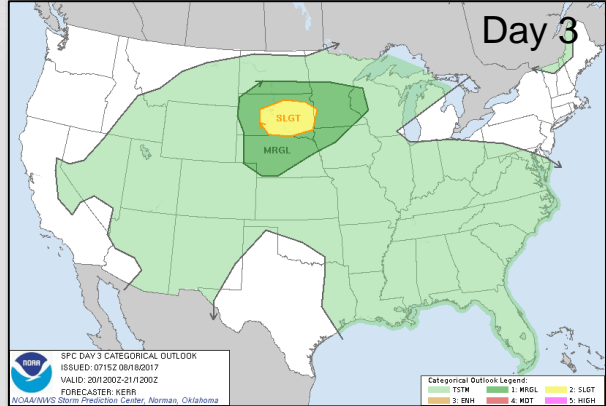 Day 3
SLGT
MRGL
NOAA
SPC DAY 3 CATEGORICAL OUTLOOK
ISSUED: 0715Z 08/18/2017
VALID: 20/1200Z-21/1200Z
FORECASTER: KERR
NOAA/NWS Storm Prediction Center, Norman, Oklahoma
Categorical Outlook Legend:
TSTM 1: MRGL 2: SLGT
3: ENH 4: MDT 5: HIGH